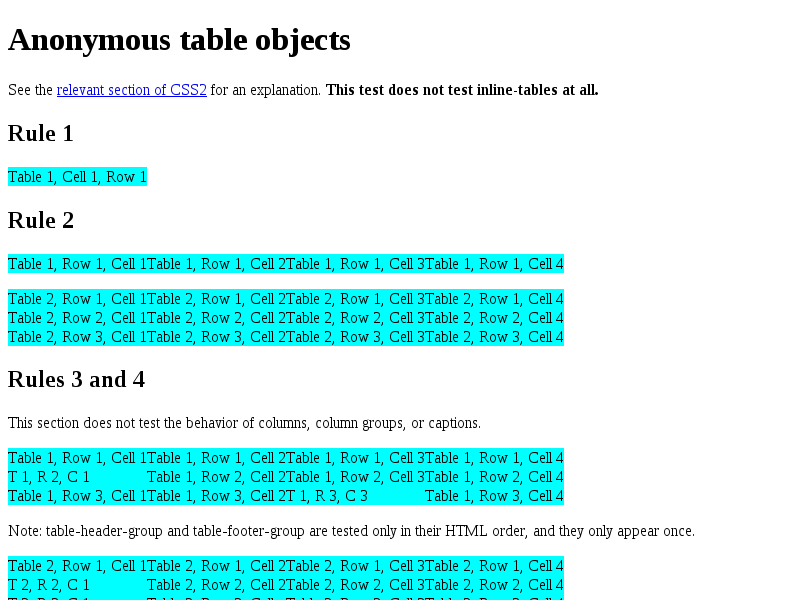 Anonymous table objects
See the relevant section of CSS2 for an explanation. This test does not test inline-tables at all.
Rule 1
Table 1, Cell 1, Row 1
Rule 2
Table 1, Row 1, Cell 1Table 1, Row 1, Cell 2Table 1, Row 1, Cell 3Table 1, Row 1, Cell 4
Table 2, Row 1, Cell 1Table 2, Row 1, Cell 2Table 2, Row 1, Cell 3Table 2, Row 1, Cell 4
Table 2, Row 2, Cell 1Table 2, Row 2, Cell 2Table 2, Row 2, Cell 3Table 2, Row 2, Cell 4
Table 2, Row 3, Cell 1Table 2, Row 3, Cell 2Table 2, Row 3, Cell 3Table 2, Row 3, Cell 4
Rules 3 and 4
This section does not test the behavior of columns, column groups, or captions.
Table 1, Row 1, Cell 1Table 1, Row 1, Cell 2Table 1, Row 1, Cell 3Table 1, Row 1, Cell 4
T 1, R 2, C 1 Table 1, Row 2, Cell 2Table 1, Row 2, Cell 3Table 1, Row 2, Cell 4
Table 1, Row 3, Cell 1Table 1, Row 3, Cell 2T 1, R 3, C 3 Table 1, Row 3, Cell 4
Note: table-header-group and table-footer-group are tested only in their HTML order, and they only appear once.
Table 2, Row 1, Cell 1Table 2, Row 1, Cell 2Table 2, Row 1, Cell 3Table 2, Row 1, Cell 4
T 2, R 2, C 1 Table 2, Row 2, Cell 2Table 2, Row 2, Cell 3Table 2, Row 2, Cell 4